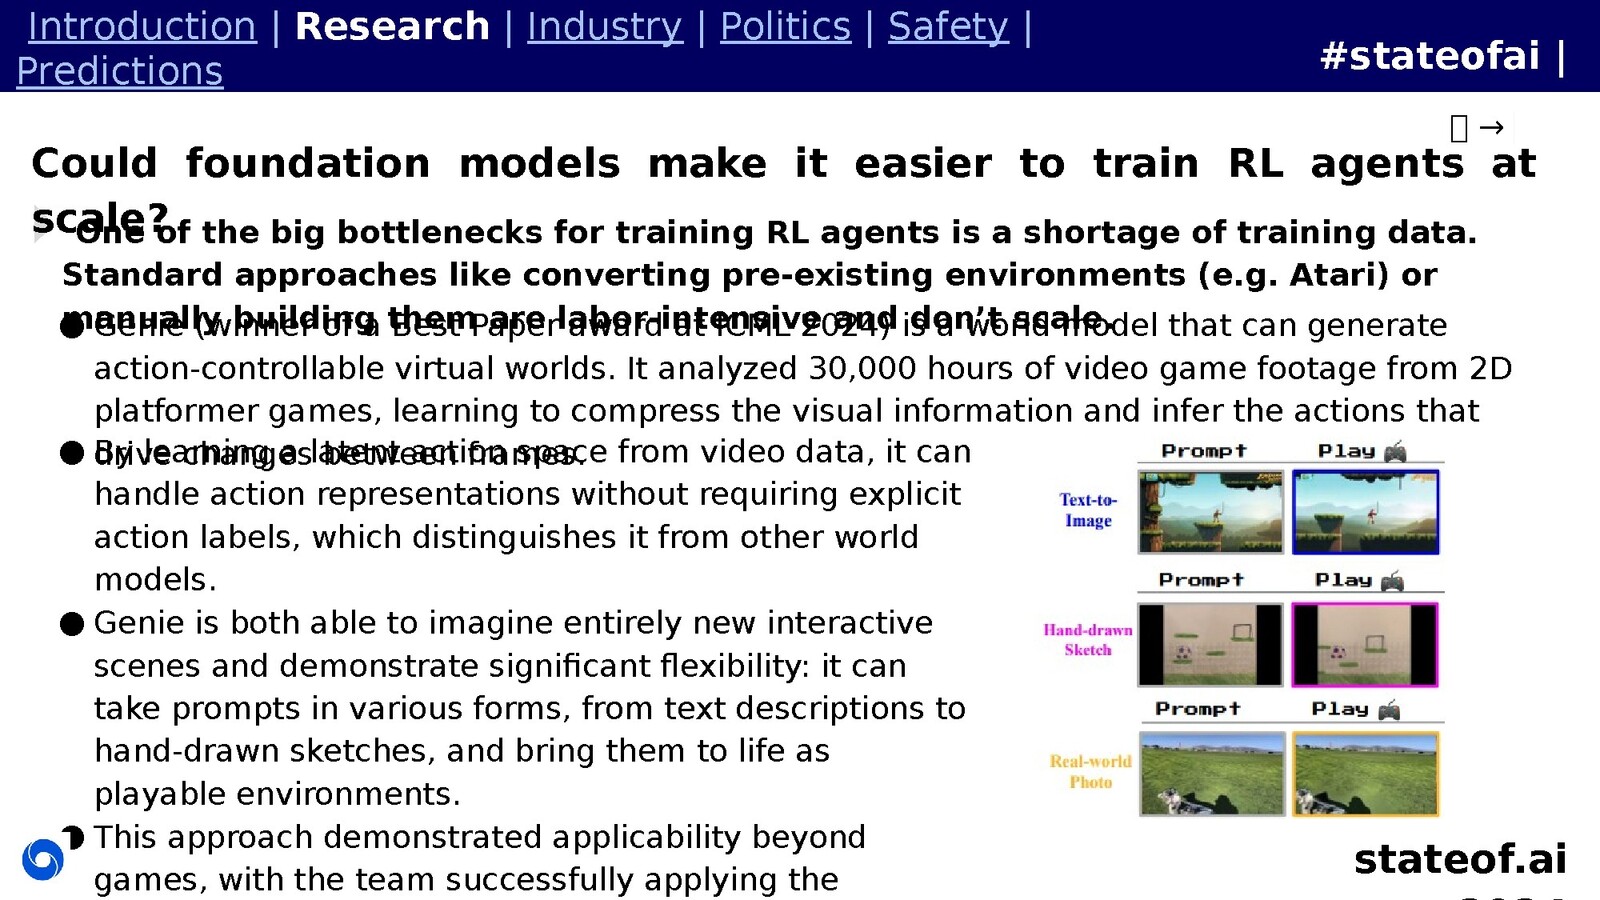 Introduction | Research | Industry | Politics | Safety |
Predictions
#stateofai |
→
Could foundation models make it easier to train RL agents at
scale?
One of the big bottlenecks for training RL agents is a shortage of training data.
Standard approaches like converting pre-existing environments (e.g. Atari) or
manually building them are labor-intensive and don’t scale.
● Genie (winner of a Best Paper award at ICML 2024) is a world model that can generate
action-controllable virtual worlds. It analyzed 30,000 hours of video game footage from 2D
platformer games, learning to compress the visual information and infer the actions that
drive changes between frames.
● By learning a latent action space from video data, it can
handle action representations without requiring explicit
action labels, which distinguishes it from other world
models.
● Genie is both able to imagine entirely new interactive
scenes and demonstrate significant flexibility: it can
take prompts in various forms, from text descriptions to
hand-drawn sketches, and bring them to life as
playable environments.
● This approach demonstrated applicability beyond
games, with the team successfully applying the
Prompt Play
Text-to-
Image
Prompt Play
Hand-drawn
Sketch
Prompt Play
Real-world
Photo
stateof.ai